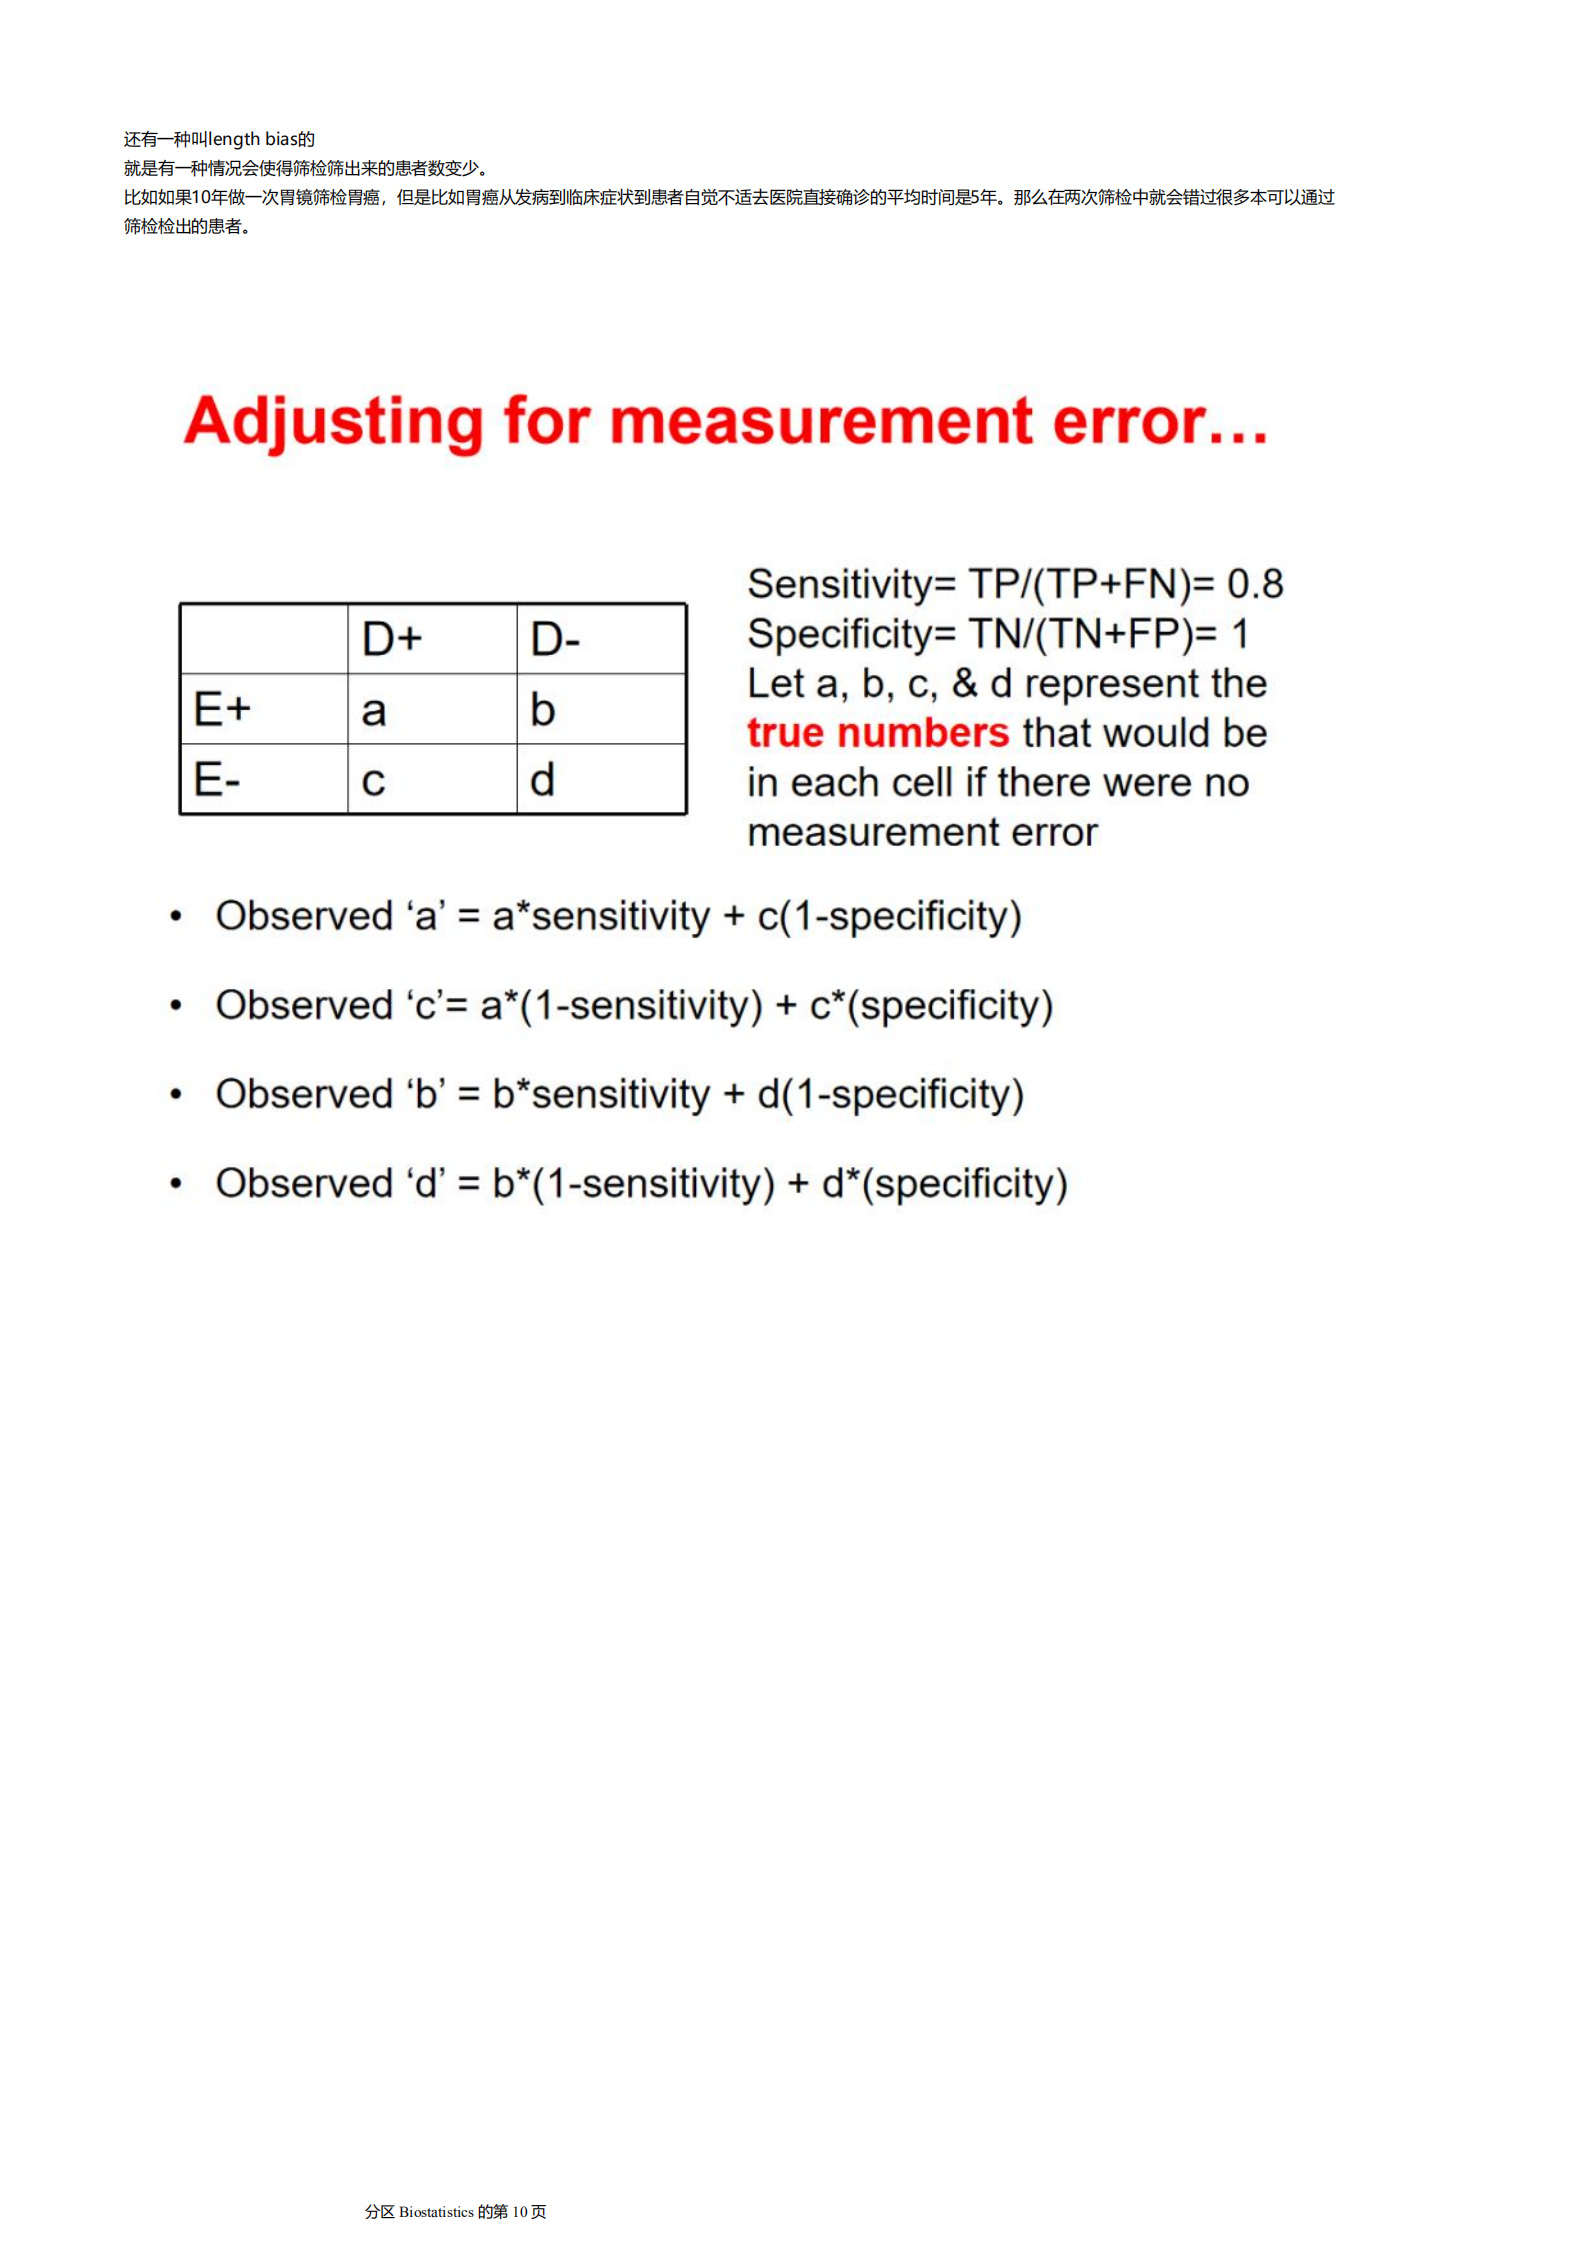 还有一种叫length bias的
就是有一种情况会使得筛检筛出来的患者数变少。
比如如果10年做一次胃镜筛检胃癌，但是比如胃癌从发病到临床症状到患者自觉不适去医院直接确诊的平均时间是5年。那么在两次筛检中就会错过很多本可以通过
筛检检出的患者。
Adjusting for measurement error…
D+ D-
E+ a b
E- c d
Sensitivity= TP/(TP+FN)= 0.8
Specificity= TN/(TN+FP)= 1
Let a, b, c, & d represent the
true numbers that would be
in each cell if there were no
measurement error
• Observed ‘a’ = a*sensitivity + c(1-specificity)
• Observed ‘c’= a*(1-sensitivity) + c*(specificity)
• Observed ‘b’ = b*sensitivity + d(1-specificity)
• Observed ‘d’ = b*(1-sensitivity) + d*(specificity)
分区 Biostatistics 的第 10 页